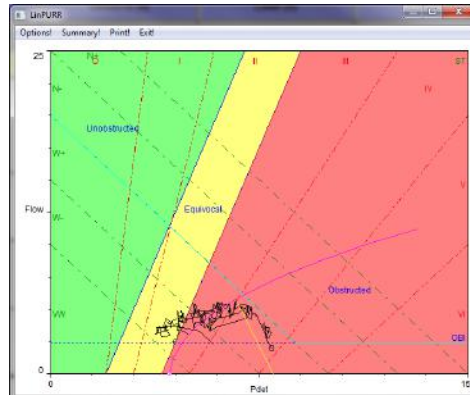 LinPURR
Options! Summary! Print! Exit!
25
N+
0
I
II
III
ST
N-
IV
Unobstructed
W+
V
Flow
Equivocal
W-
Obstructed
VW
VI
OBI
0
0
Pdet